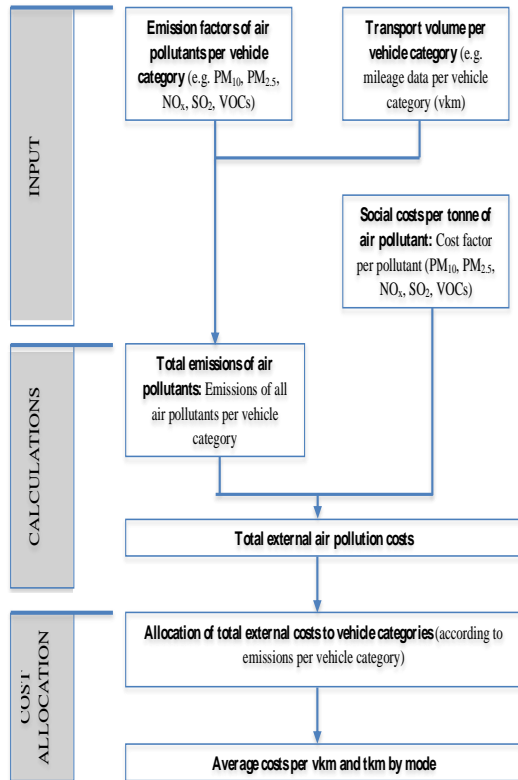 INPUT
Emission factors of air
pollutants per vehicle
category (e.g. PM₁₀, PM₂.₅,
NOₓ, SO₂, VOCs)
Transport volume per
vehicle category (e.g.
mileage data per vehicle
category (vkm)
Social costs per tonne of
air pollutant: Cost factor
per pollutant (PM₁₀, PM₂.₅,
NOₓ, SO₂, VOCs)
CALCULATIONS
Total emissions of air
pollutants: Emissions of all
air pollutants per vehicle
category
Total external air pollution costs
COST
ALLOCATION
Allocation of total external costs to vehicle categories (according to
emissions per vehicle category)
Average costs per vkm and tkm by mode